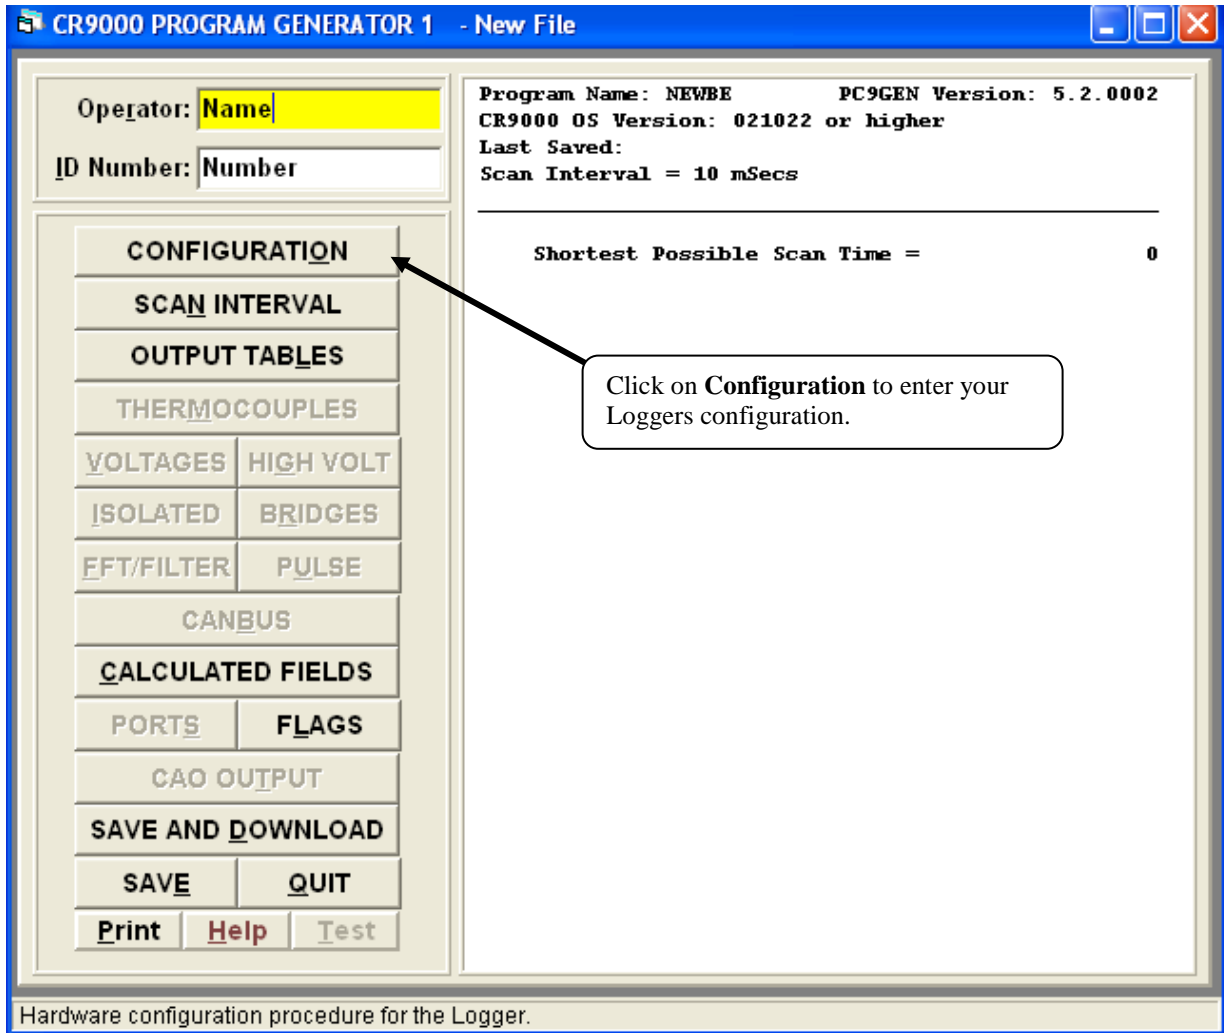 CR9000 PROGRAM GENERATOR 1 - New File
Operator: Name
ID Number: Number
CONFIGURATION
SCAN INTERVAL
OUTPUT TABLES
THERMOCOUPLES
VOLTAGES HIGH VOLT
ISOLATED BRIDGES
FFT/FILTER PULSE
CANBUS
CALCULATED FIELDS
PORTS FLAGS
CAO OUTPUT
SAVE AND DOWNLOAD
SAVE QUIT
Print Help Test
Program Name: NEWBE PC9GEN Version: 5.2.0002
CR9000 OS Version: 021022 or higher
Last Saved:
Scan Interval = 10 mSecs
Shortest Possible Scan Time = 0
Click on Configuration to enter your
Loggers configuration.
Hardware configuration procedure for the Logger.